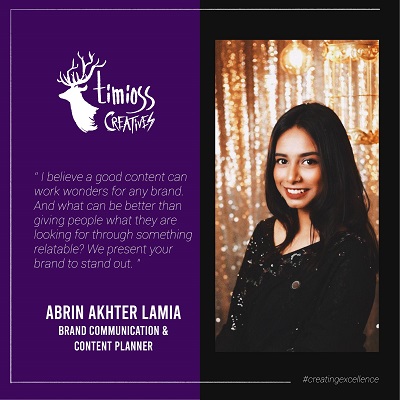 timioss
CREATIVES
" I believe a good content can
work wonders for any brand.
And what can be better than
giving people what they are
looking for through something
relatable? We present your
brand to stand out. "
ABRIN AKHTER LAMIA
BRAND COMMUNICATION &
CONTENT PLANNER
#creatingexcellence